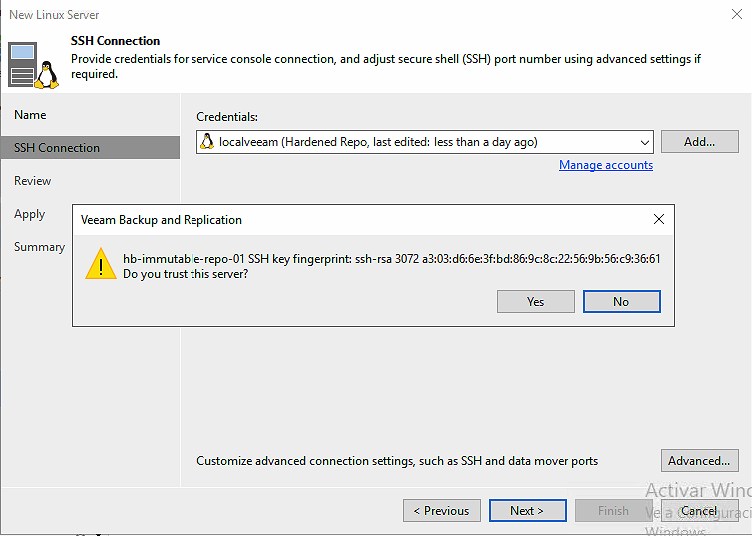 New Linux Server
SSH Connection
Provide credentials for service console connection, and adjust secure shell (SSH) port number using advanced settings if
required.
Name
SSH Connection
Review
Apply
Summary
Credentials:
localveeam (Hardened Repo, last edited: less than a day ago)
Add...
Manage accounts
Veeam Backup and Replication
hb-immutable-repo-01 SSH key fingerprint: ssh-rsa 3072 a3:03:d6:6e:3f:bd:86:9c:8c:22:56:9b:56:c9:36:61
Do you trust this server?
Yes
No
Customize advanced connection settings, such as SSH and data mover ports
Advanced...
Activar Wind
Ve a Configuraci
Windows.
< Previous
Next >
Finish
Cancel